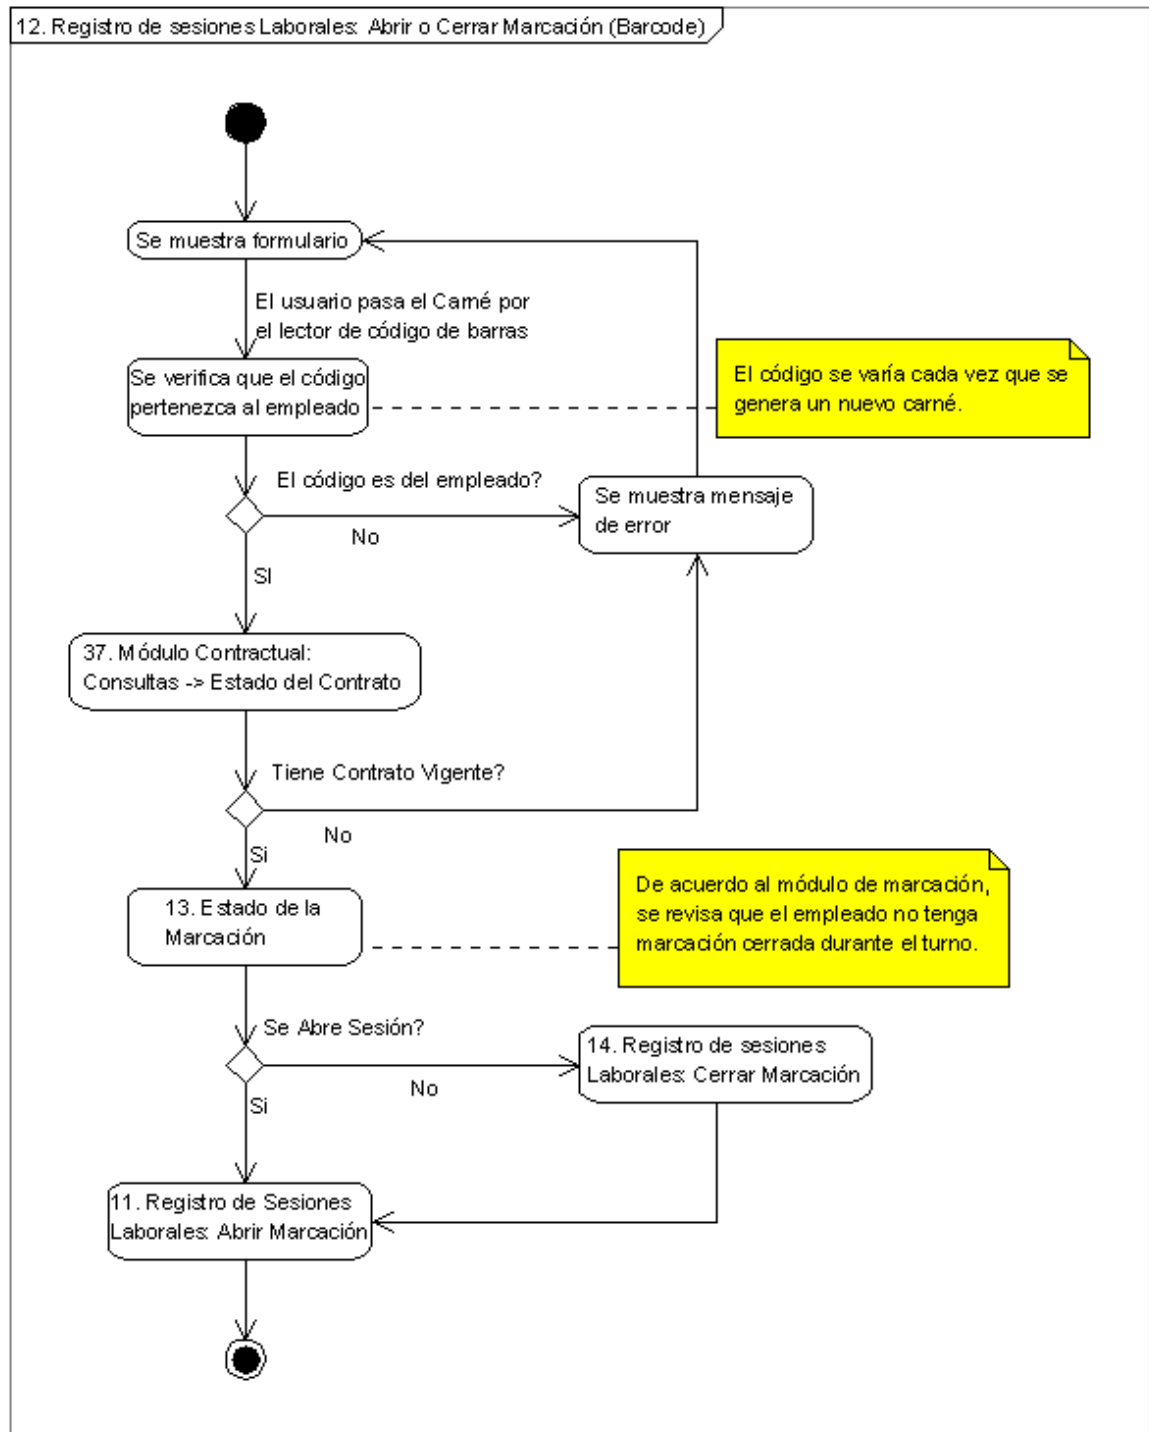 12. Registro de sesiones Laborales: Abrir o Cerrar Marcación (Barcode)
Se muestra formulario
El usuario pasa el Carné por
el lector de código de barras
Se verifica que el código
pertenezca al empleado
El código se varía cada vez que se
genera un nuevo carné.
El código es del empleado?
Se muestra mensaje
de error
No
SI
37. Módulo Contractual:
Consultas -> Estado del Contrato
Tiene Contrato Vigente?
No
Si
13. Estado de la
Marcación
De acuerdo al módulo de marcación,
se revisa que el empleado no tenga
marcación cerrada durante el turno.
Se Abre Sesión?
14. Registro de sesiones
Laborales: Cerrar Marcación
No
Si
11. Registro de Sesiones
Laborales: Abrir Marcación